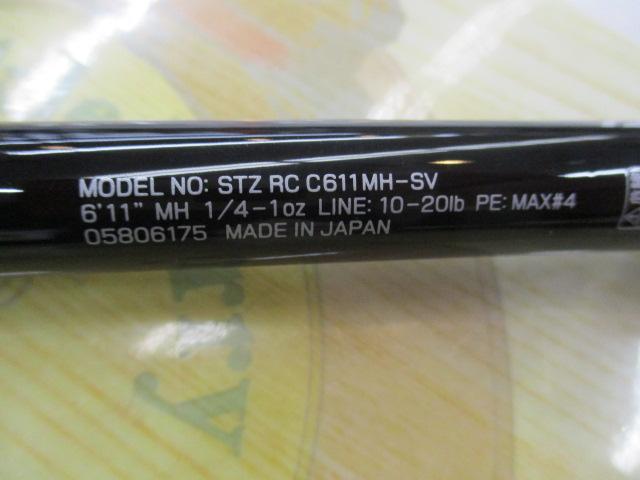 MODEL NO: STZ RC C611MH-SV
6'11" MH 1/4-1oz LINE: 10-20lb PE: MAX#4
05806175 MADE IN JAPAN